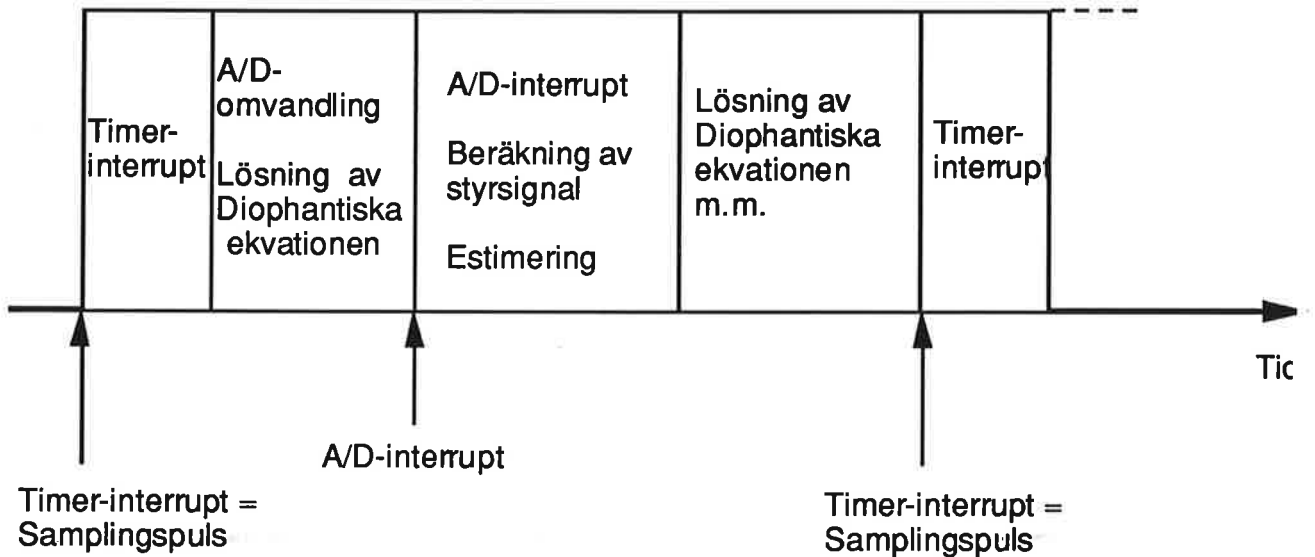 Timer-
interrupt
A/D-
omvandling
Lösning av
Diophantiska
ekvationen
A/D-interrupt
Beräkning av
styrsignal
Estimering
Lösning av
Diophantiska
ekvationen
m.m.
Timer-
interrupt
A/D-interrupt
Timer-interrupt =
Samplingspuls
Timer-interrupt =
Samplingspuls